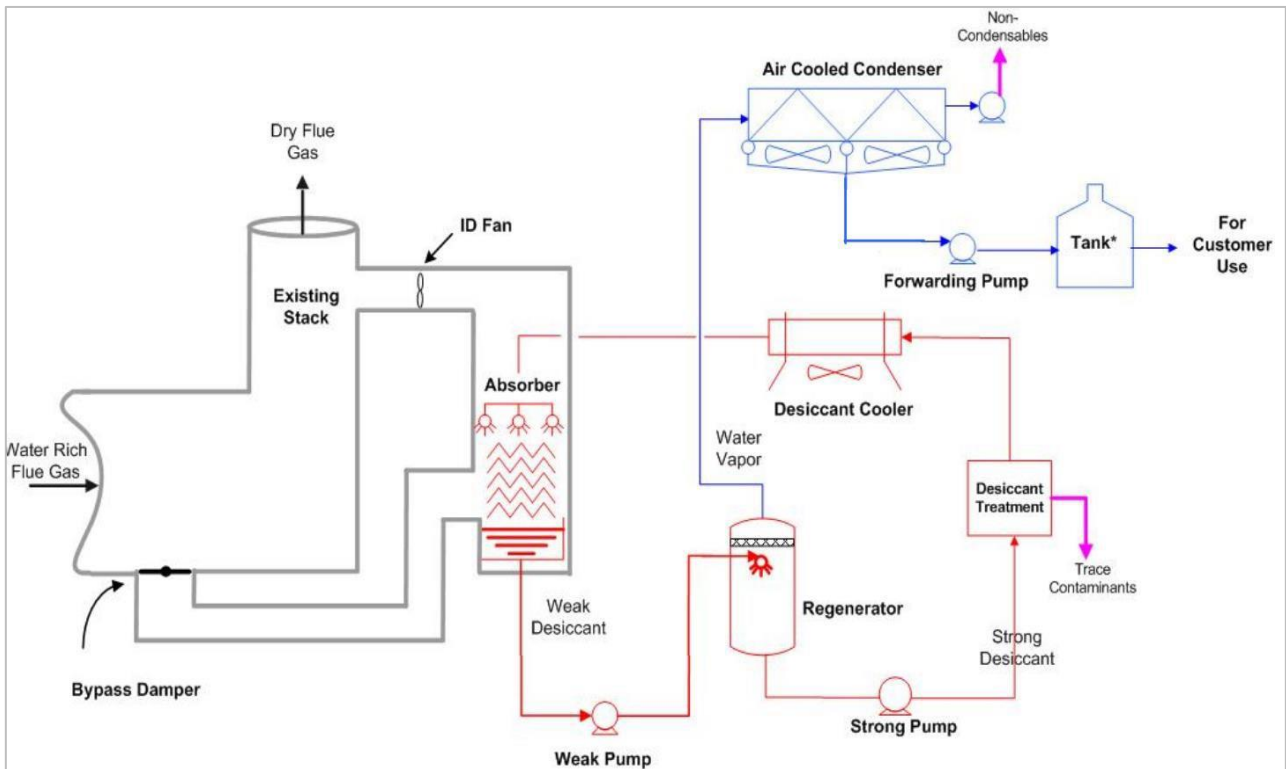 Non-
Condensables
Air Cooled Condenser
Dry Flue
Gas
ID Fan
Existing
Stack
Tank*
For
Customer
Use
Forwarding Pump
Absorber
Desiccant Cooler
Water Rich
Flue Gas
Water
Vapor
Desiccant
Treatment
Trace
Contaminants
Weak
Desiccant
Regenerator
Strong
Desiccant
Bypass Damper
Strong Pump
Weak Pump